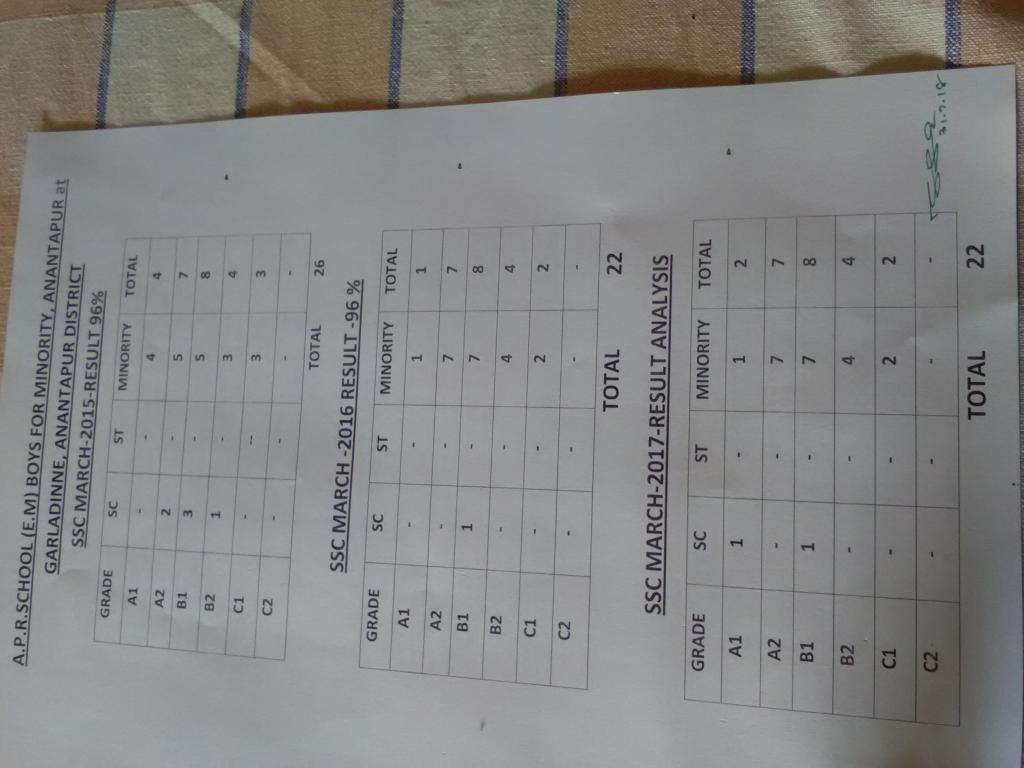 A.P.R.SCHOOL (E.M) BOYS FOR MINORITY, ANANTAPUR at
GARLADINNE, ANANTAPUR DISTRICT
SSC MARCH-2015-RESULT 96%
GRADE SC ST MINORITY TOTAL
A1 - - 4 4
A2 2 - 5 7
B1 3 - 5 8
B2 1 - 3 4
C1 - -- 3 3
C2 - - - -
TOTAL 26
SSC MARCH -2016 RESULT -96 %
GRADE SC ST MINORITY TOTAL
A1 - - 1 1
A2 - - 7 7
B1 1 - 7 8
B2 - - 4 4
C1 - - 2 2
C2 - - - -
TOTAL 22
SSC MARCH-2017-RESULT ANALYSIS
GRADE SC ST MINORITY TOTAL
A1 1 - 1 2
A2 - - 7 7
B1 1 - 7 8
B2 - - 4 4
C1 - - 2 2
C2 - - - -
TOTAL 22
31.7.18